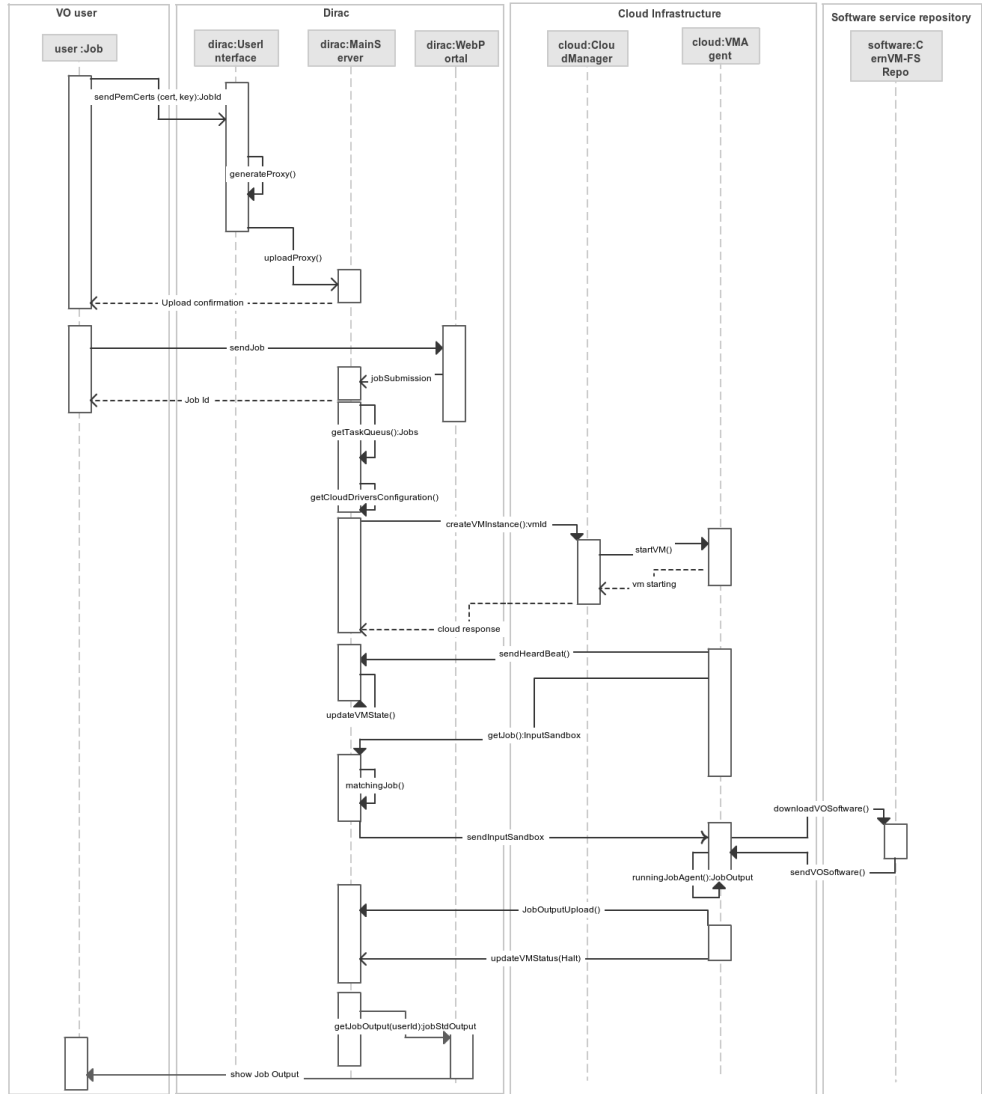 VO user
Dirac
Cloud Infrastructure
Software service repository
user :Job
dirac:UserI
nterface
dirac:MainS
erver
dirac:WebP
ortal
cloud:Clou
dManager
cloud:VMA
gent
software:C
ernVM-FS
Repo
sendPemCerts (cert, key):JobId
generateProxy()
uploadProxy()
Upload confirmation
sendJob
jobSubmission
Job Id
getTaskQueus():Jobs
getCloudDriversConfiguration()
createVMInstance():vmId
startVM()
vm starting
cloud response
sendHeardBeat()
updateVMState()
getJob():InputSandbox
matchingJob()
downloadVOSoftware()
sendInputSandbox
sendVOSoftware()
runningJobAgent():JobOutput
JobOutputUpload()
updateVMStatus(Halt)
getJobOutput(userId):jobStdOutput
show Job Output